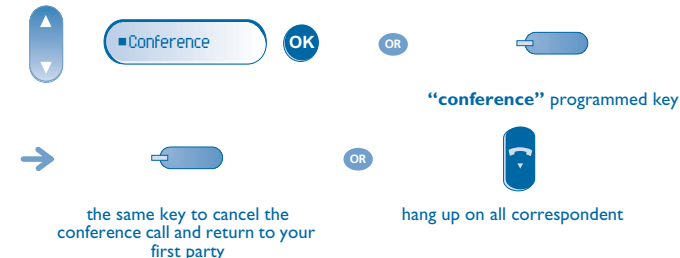 Conference
OK
OR
“conference” programmed key
OR
the same key to cancel the
conference call and return to your
first party
hang up on all correspondent